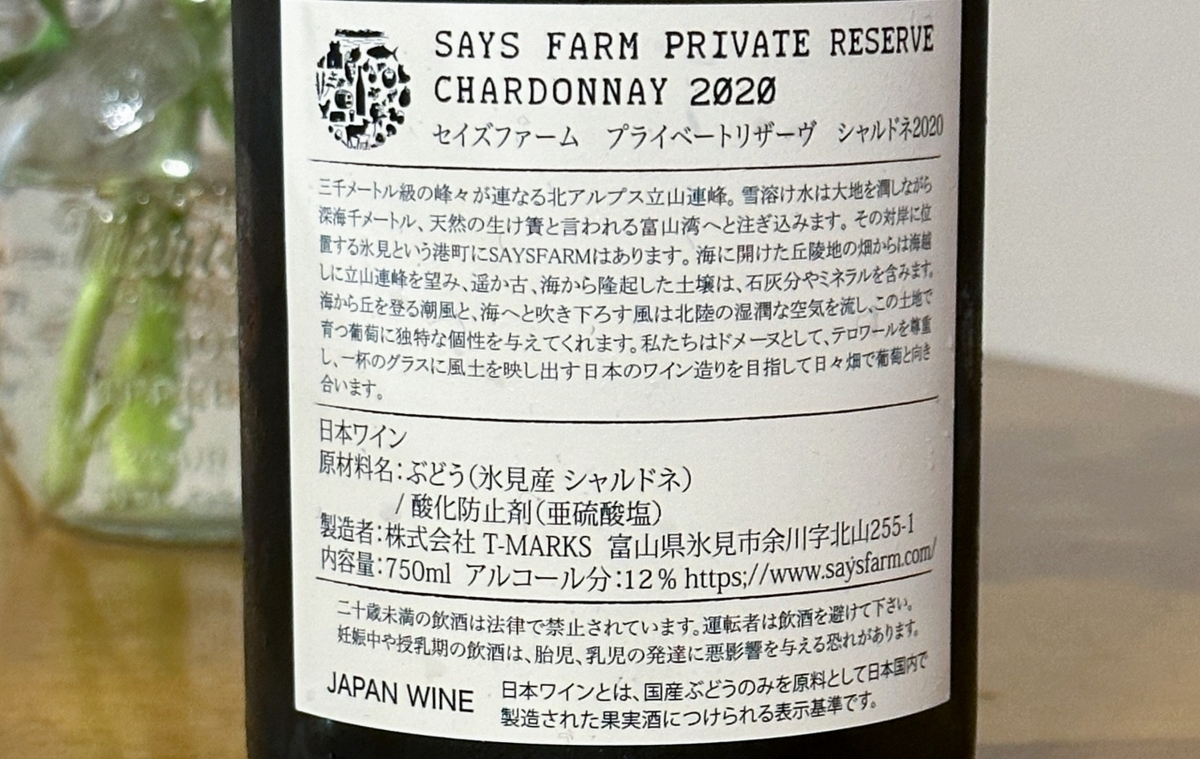 SAYS FARM PRIVATE RESERVE
CHARDONNAY 2020
セイズファーム プライベートリザーヴ シャルドネ2020
三千メートル級の峰々が連なる北アルプス立山連峰。雪溶け水は大地を潤しながら
深海千メートル、天然の生け簀と言われる富山湾へと注ぎ込みます。その対岸に位
置する氷見という港町にSAYSFARMはあります。海に開けた丘陵地の畑からは海越
しに立山連峰を望み、遥か古、海から隆起した土壌は、石灰分やミネラルを含みます。
海から丘を登る潮風と、海へと吹き下ろす風は北陸の湿潤な空気を流し、この土地で
育つ葡萄に独特な個性を与えてくれます。私たちはドメーヌとして、テロワールを尊重
し、一杯のグラスに風土を映し出す日本のワイン造りを目指して日々畑で葡萄と向き
合います。
日本ワイン
原材料名：ぶどう（氷見産 シャルドネ）
/ 酸化防止剤（亜硫酸塩）
製造者：株式会社 T-MARKS 富山県氷見市余川字北山255-1
内容量：750ml アルコール分：12％ https;//www.saysfarm.com/
二十歳未満の飲酒は法律で禁止されています。運転者は飲酒を避けて下さい。
妊娠中や授乳期の飲酒は、胎児、乳児の発達に悪影響を与える恐れがあります。
JAPAN WINE
日本ワインとは、国産ぶどうのみを原料として日本国内で
製造された果実酒につけられる表示基準です。